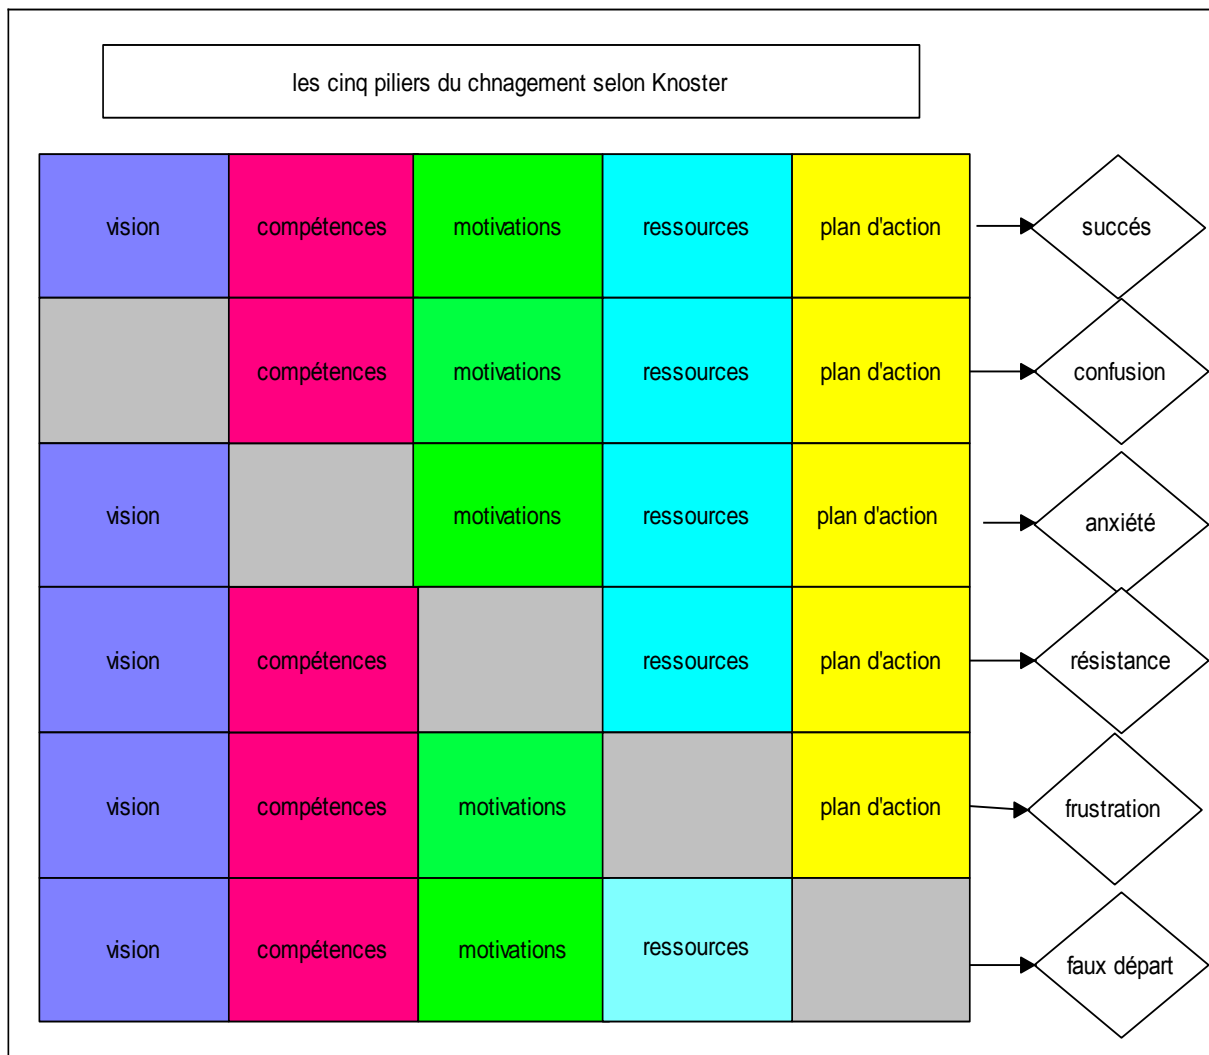 les cinq piliers du chnagement selon Knoster
vision compétences motivations ressources plan d'action succés
compétences motivations ressources plan d'action confusion
vision motivations ressources plan d'action anxiété
vision compétences ressources plan d'action résistance
vision compétences motivations plan d'action frustration
vision compétences motivations ressources faux départ